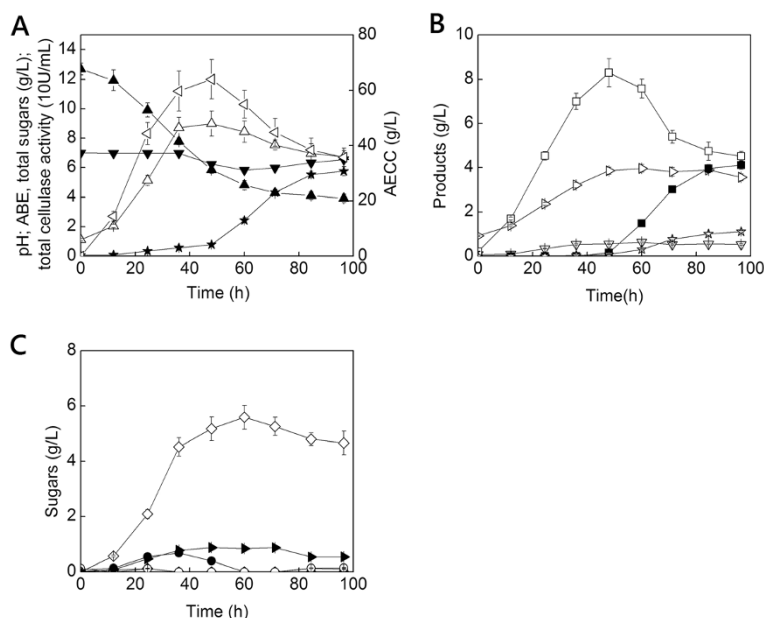 A
pH; ABE, total sugars (g/L);
total cellulase activity (10U/mL)
14
12
10
8
6
4
2
0
80
60
40
20
0
AECC (g/L)
0 20 40 60 80 100
Time (h)
B
Products (g/L)
10
8
6
4
2
0
0 20 40 60 80 100
Time(h)
C
Sugars (g/L)
8
6
4
2
0
0 20 40 60 80 100
Time (h)